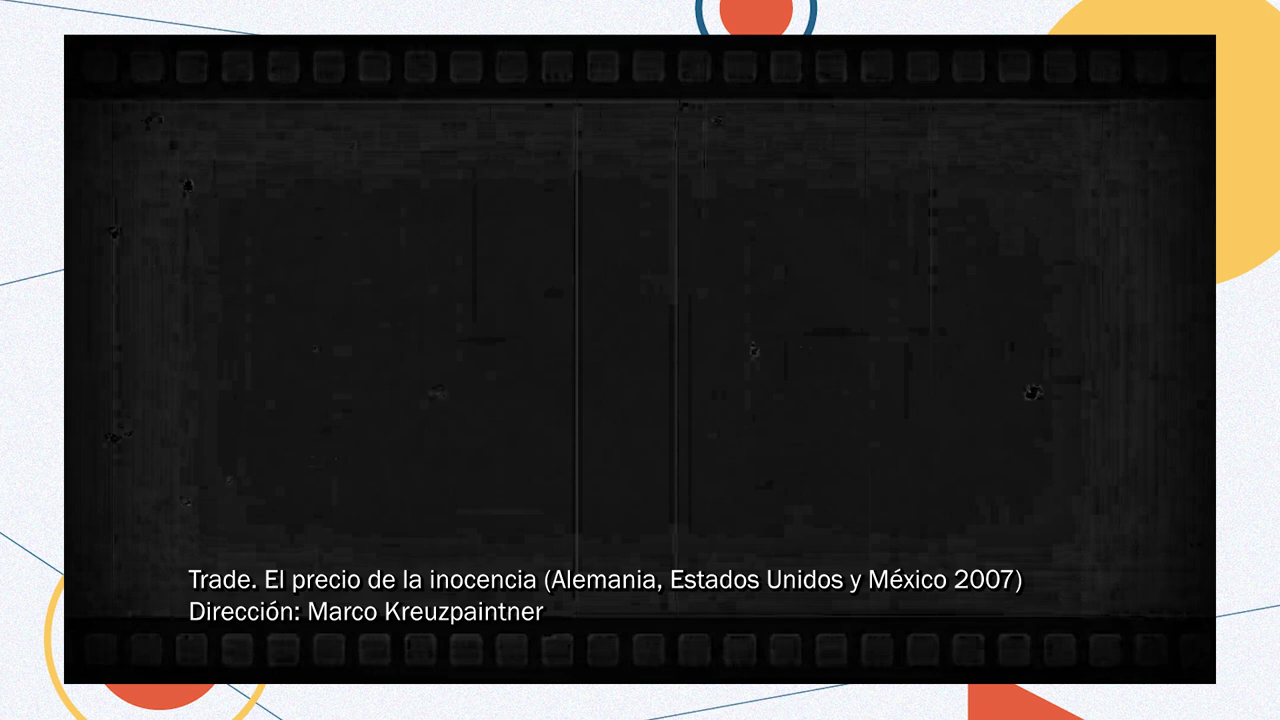 Trade. El precio de la inocencia (Alemania, Estados Unidos y México 2007)
Dirección: Marco Kreuzpaintner